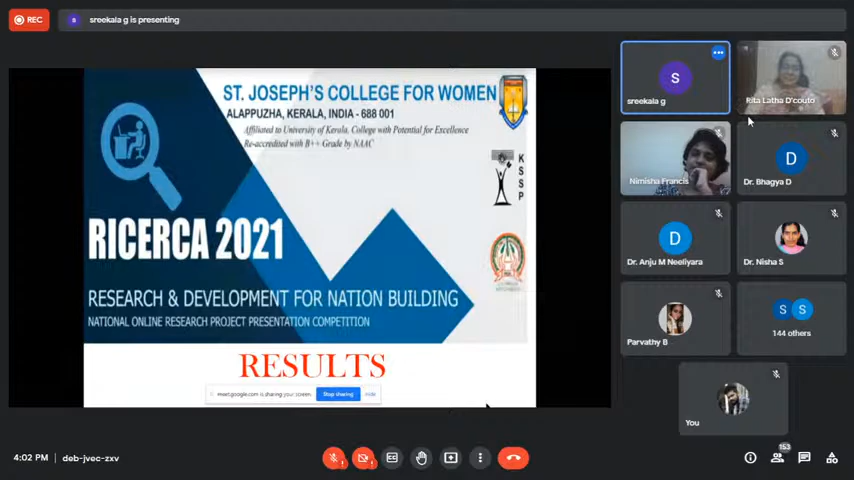 REC
S
sreekala g is presenting
ST. JOSEPH'S COLLEGE FOR WOMEN
ALAPPUZHA, KERALA, INDIA - 688 001
Affiliated to University of Kerala, College with Potential for Excellence
Re-accredited with B++ Grade by NAAC
K
S
S
P
RICERCA 2021
RESEARCH & DEVELOPMENT FOR NATION BUILDING
NATIONAL ONLINE RESEARCH PROJECT PRESENTATION COMPETITION
RESULTS
meet.google.com is sharing your screen.
Stop sharing
Hide
S
sreekala g
Rita Latha D'couto
Nimisha Francis
D
Dr. Bhagya D
D
Dr. Anju M Neeliyara
Dr. Nisha S
Parvathy B
S S
144 others
You
4:02 PM
deb-jvec-zxv
CC
153